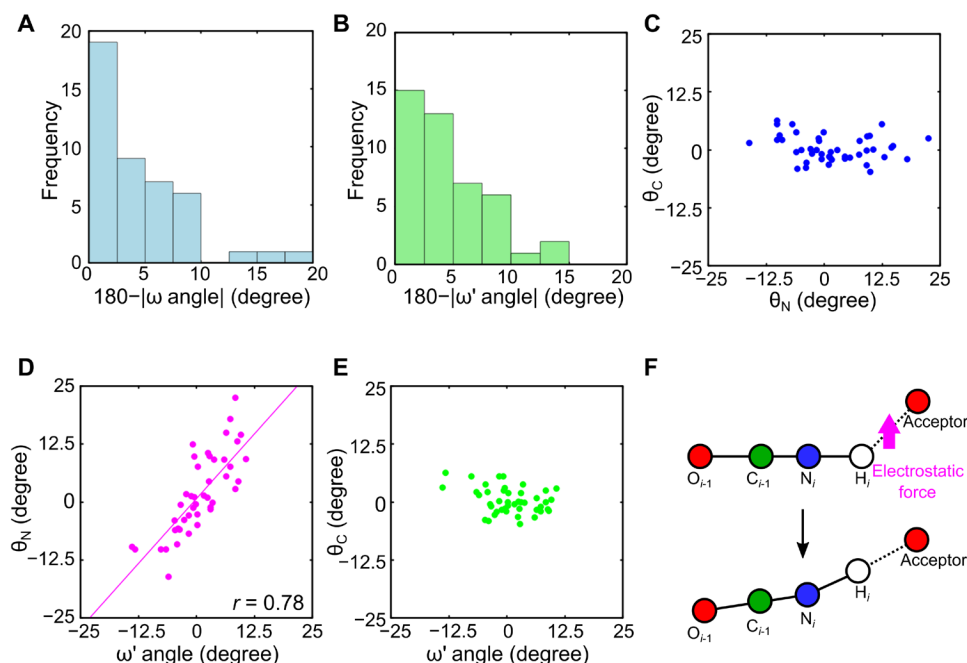 A
20
15
10
5
0
Frequency
0
5
10
15
20
180−|ω angle| (degree)
B
20
15
10
5
0
Frequency
0
5
10
15
20
180−|ω' angle| (degree)
C
25
12.5
0
−12.5
−25
θC (degree)
−25
−12.5
0
12.5
25
θN (degree)
D
25
12.5
0
−12.5
−25
θN (degree)
r = 0.78
−25
−12.5
0
12.5
25
ω' angle (degree)
E
25
12.5
0
−12.5
−25
θC (degree)
−25
−12.5
0
12.5
25
ω' angle (degree)
F
Acceptor
Electrostatic
force
Oi-1
Ci-1
Ni
Hi
Acceptor
Hi
Ni
Ci-1
Oi-1